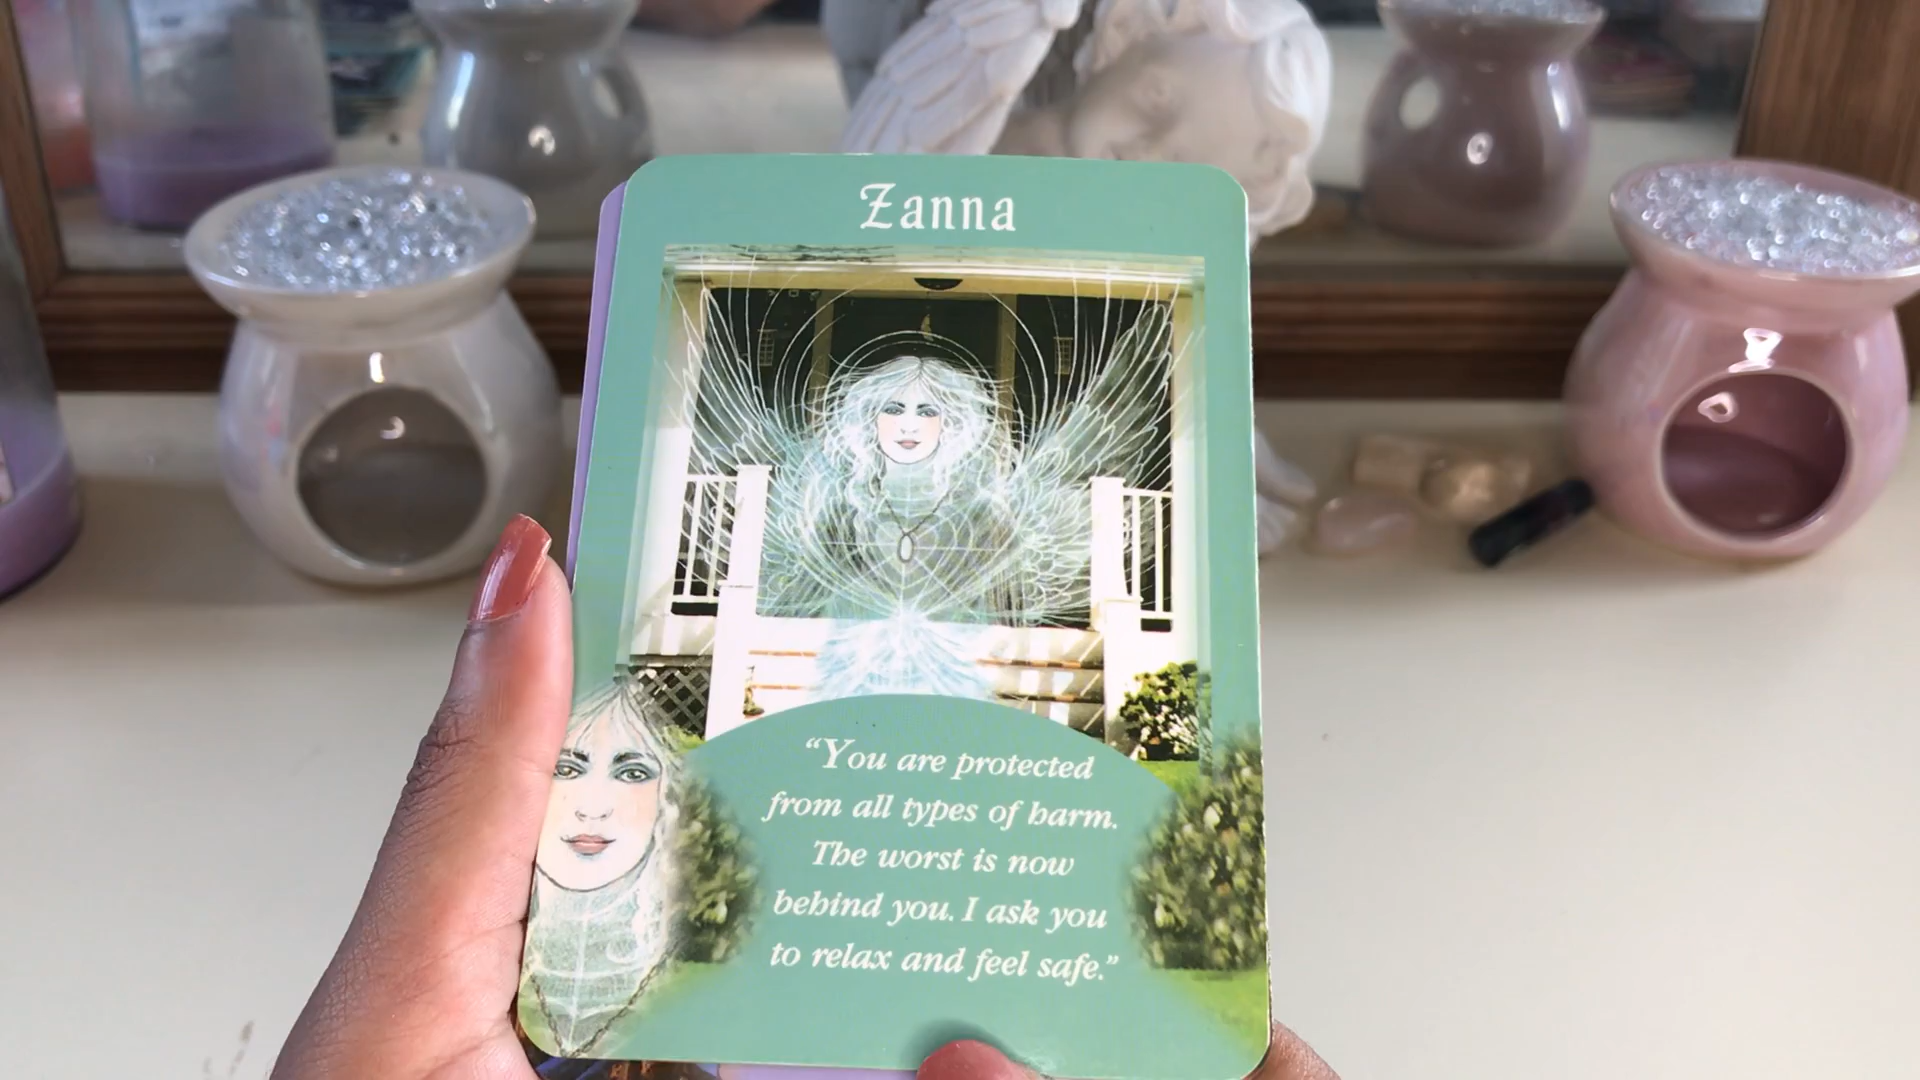 Zanna
“You are protected
from all types of harm.
The worst is now
behind you. I ask you
to relax and feel safe.”